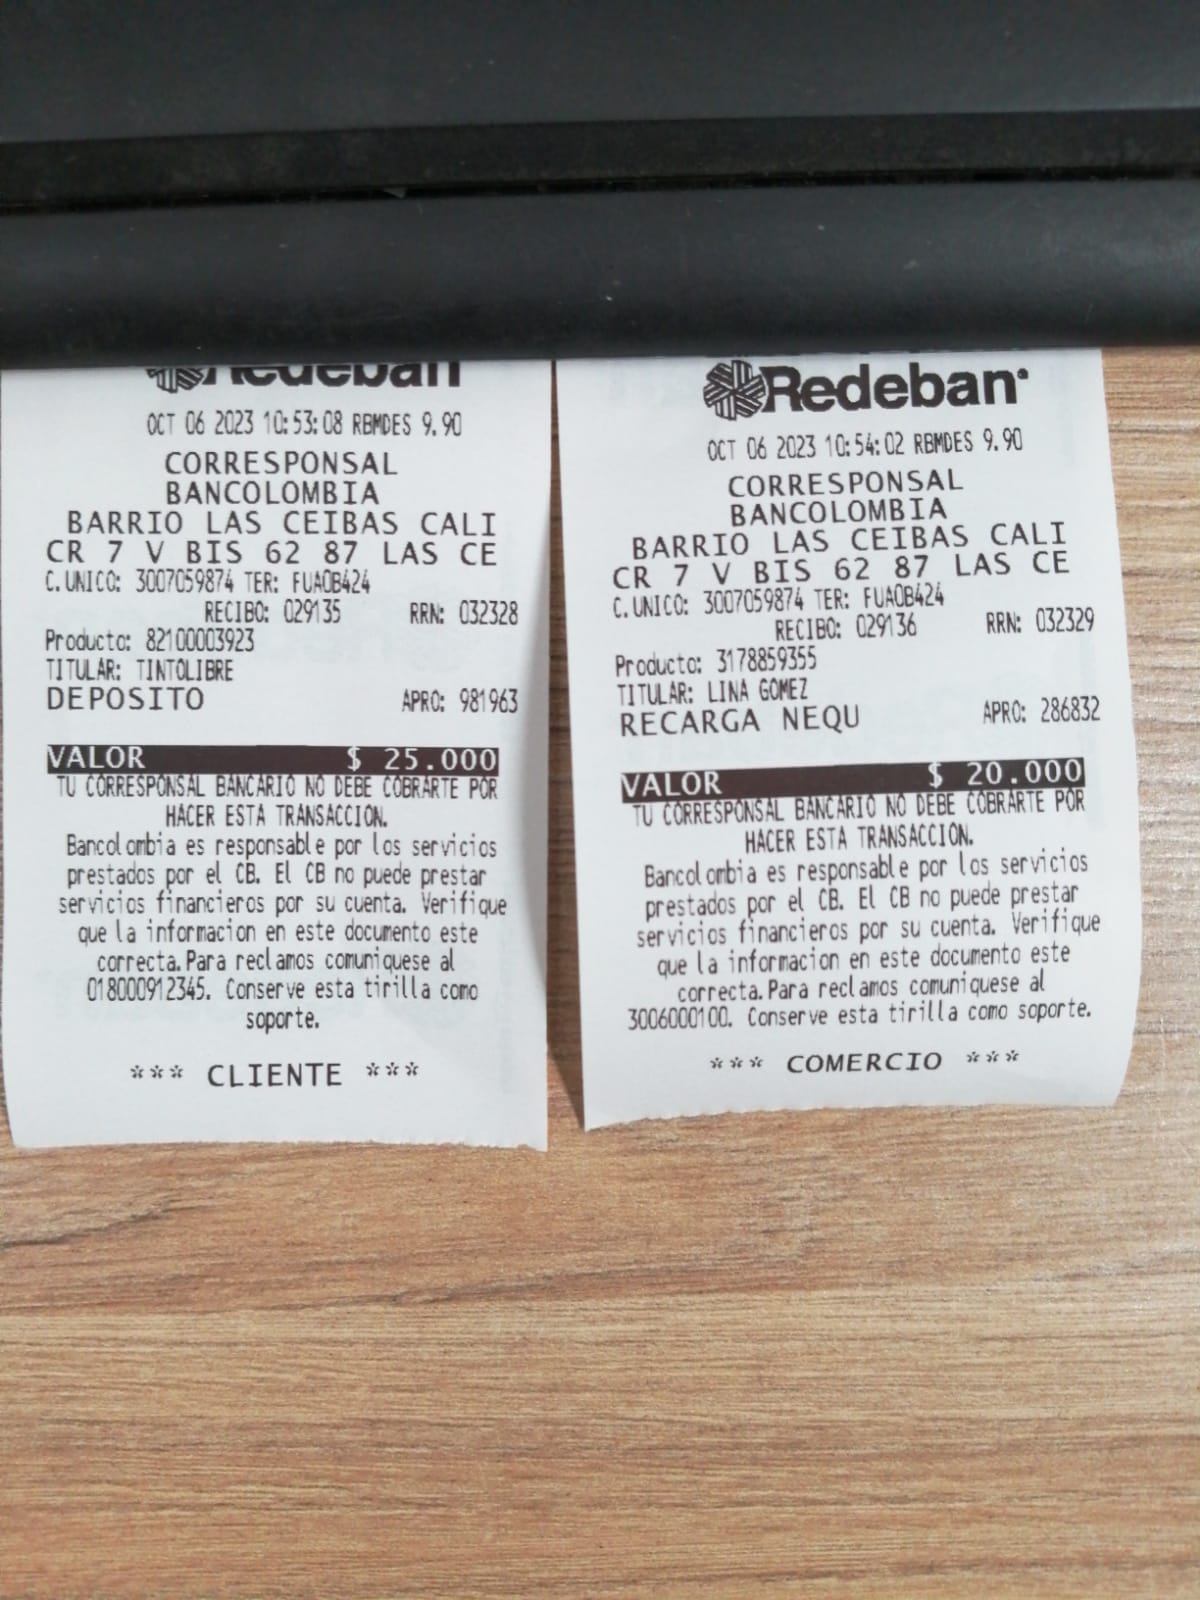 Redeban
OCT 06 2023 10:53:08 RBMDES 9.90
CORRESPONSAL
BANCOLOMBIA
BARRIO LAS CEIBAS CALI
CR 7 V BIS 62 87 LAS CE
C.UNICO: 3007059874 TER: FUAOB424
RECIBO: 029135 RRN: 032328
Producto: 82100003923
TITULAR: TINTOLIBRE
DEPOSITO APRO: 981963
VALOR $ 25.000
TU CORRESPONSAL BANCARIO NO DEBE COBRARTE POR
HACER ESTA TRANSACCION.
Bancolombia es responsable por los servicios
prestados por el CB. El CB no puede prestar
servicios financieros por su cuenta. Verifique
que la informacion en este documento este
correcta.Para reclamos comuniquese al
018000912345. Conserve esta tirilla como
soporte.
*** CLIENTE ***
Redeban
OCT 06 2023 10:54:02 RBMDES 9.90
CORRESPONSAL
BANCOLOMBIA
BARRIO LAS CEIBAS CALI
CR 7 V BIS 62 87 LAS CE
C.UNICO: 3007059874 TER: FUAOB424
RECIBO: 029136 RRN: 032329
Producto: 3178859355
TITULAR: LINA GOMEZ
RECARGA NEQU APRO: 286832
VALOR $ 20.000
TU CORRESPONSAL BANCARIO NO DEBE COBRARTE POR
HACER ESTA TRANSACCION.
Bancolombia es responsable por los servicios
prestados por el CB. El CB no puede prestar
servicios financieros por su cuenta. Verifique
que la informacion en este documento este
correcta.Para reclamos comuniquese al
3006000100. Conserve esta tirilla como soporte.
*** COMERCIO ***